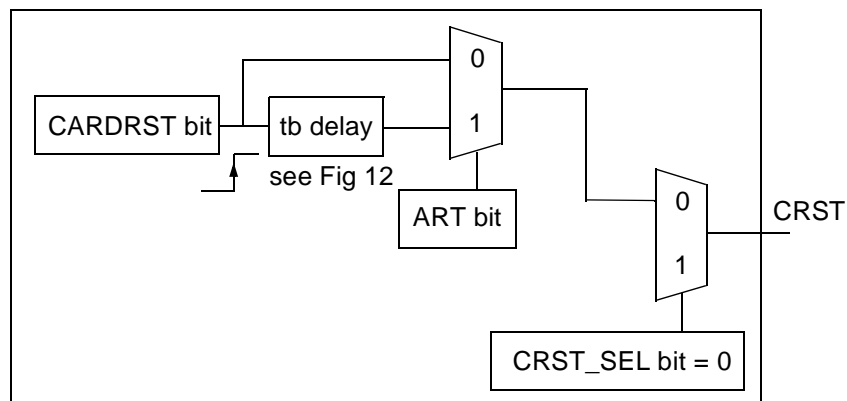 0
CARDRST bit
tb delay
1
see Fig 12
ART bit
0
CRST
1
CRST_SEL bit = 0